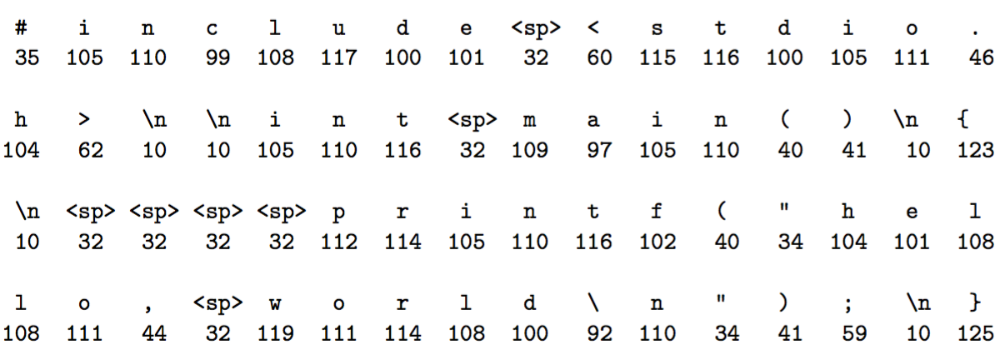 # i n c l u d e <sp> < s t d i o .
35 105 110 99 108 117 100 101 32 60 115 116 100 105 111 46
h > \n \n i n t <sp> m a i n ( ) \n {
104 62 10 10 105 110 116 32 109 97 105 110 40 41 10 123
\n <sp> <sp> <sp> <sp> p r i n t f ( " h e l
10 32 32 32 32 112 114 105 110 116 102 40 34 104 101 108
l o , <sp> w o r l d \ n " ) ; \n }
108 111 44 32 119 111 114 108 100 92 110 34 41 59 10 125